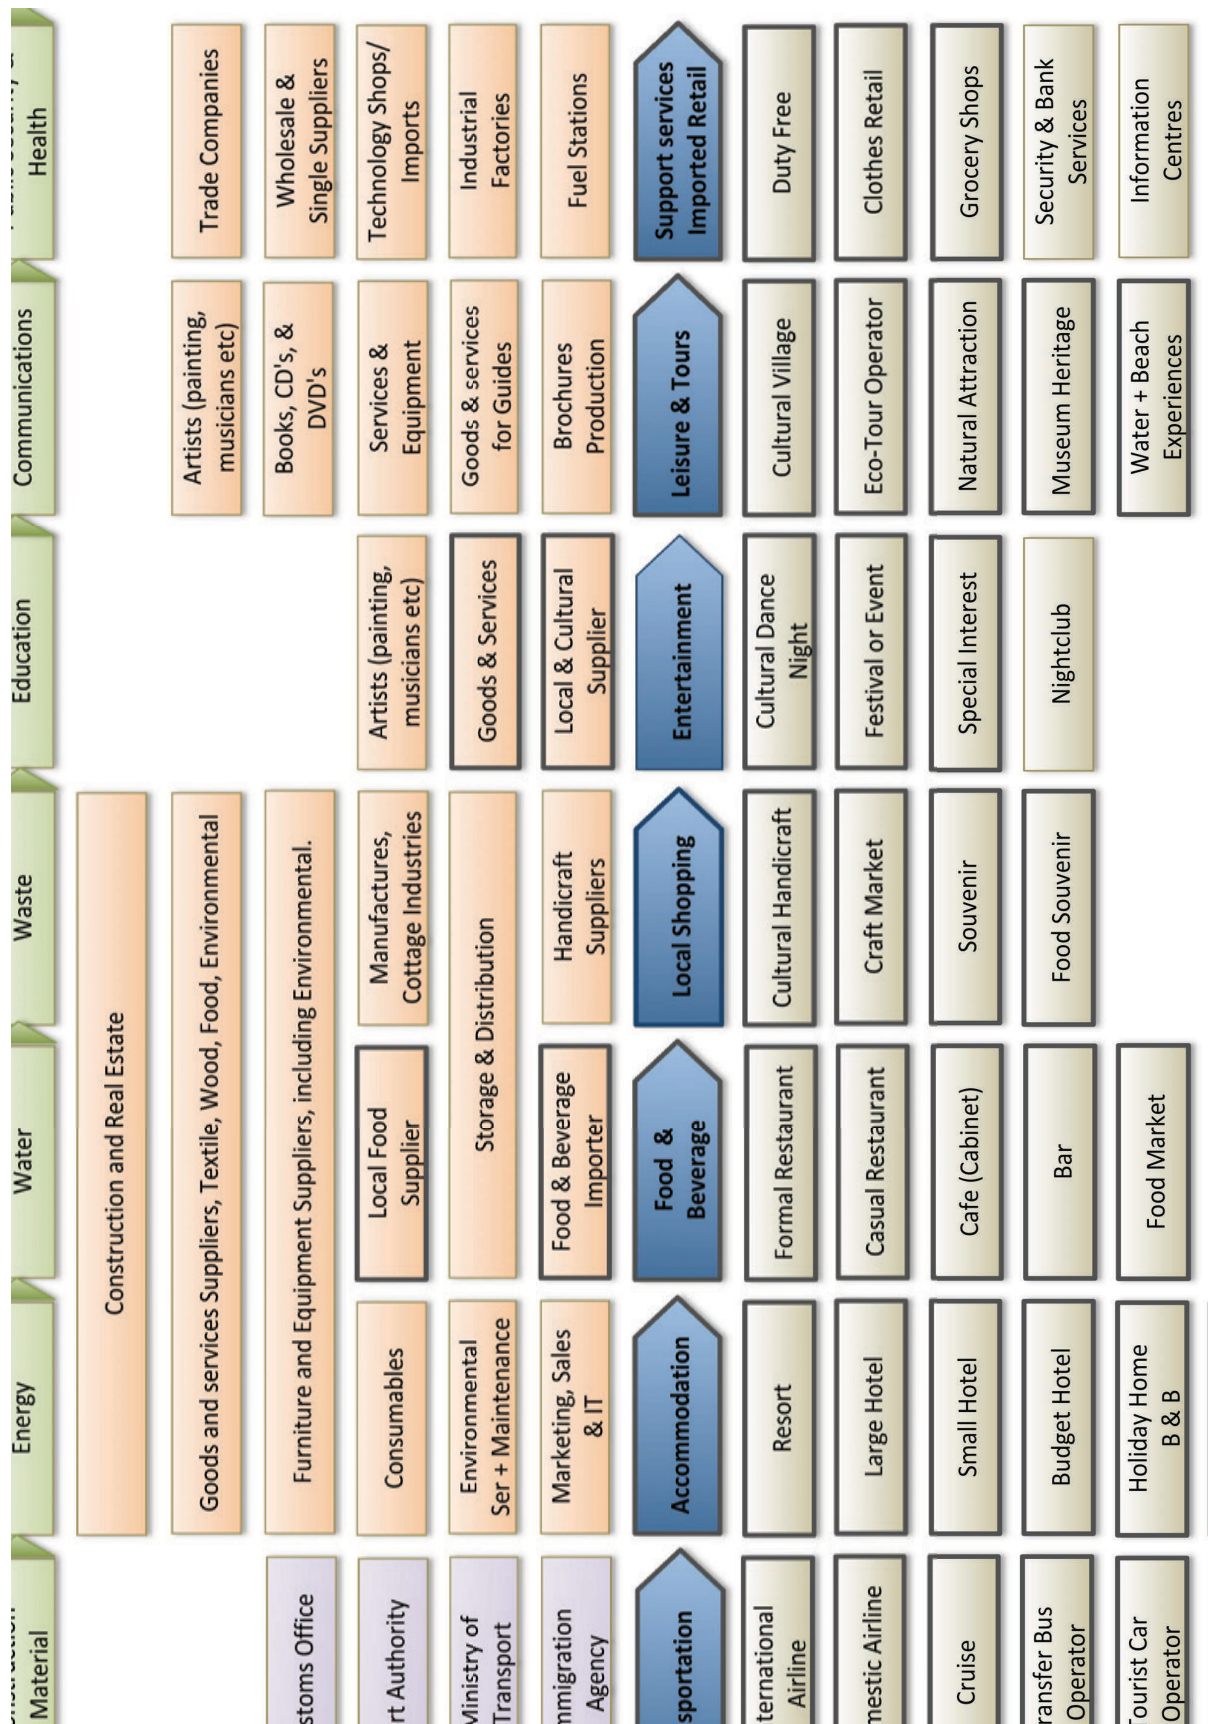 Material
Energy
Water
Waste
Education
Communications
Health
Construction and Real Estate
Goods and services Suppliers, Textile, Wood, Food, Environmental
Artists (painting,
musicians etc)
Trade Companies
Furniture and Equipment Suppliers, including Environmental.
Books, CD's, &
DVD's
Wholesale &
Single Suppliers
stoms Office
Consumables
Local Food
Supplier
Manufactures,
Cottage Industries
Artists (painting,
musicians etc)
Services &
Equipment
Technology Shops/
Imports
rt Authority
Environmental
Ser + Maintenance
Storage & Distribution
Goods & Services
Goods & services
for Guides
Industrial
Factories
Ministry of
Transport
Marketing, Sales
& IT
Food & Beverage
Importer
Handicraft
Suppliers
Local & Cultural
Supplier
Brochures
Production
Fuel Stations
mmigration
Agency
sportation
Accommodation
Food &
Beverage
Local Shopping
Entertainment
Leisure & Tours
Support services
Imported Retail
ternational
Airline
Resort
Formal Restaurant
Cultural Handicraft
Cultural Dance
Night
Cultural Village
Duty Free
mestic Airline
Large Hotel
Casual Restaurant
Craft Market
Festival or Event
Eco-Tour Operator
Clothes Retail
Cruise
Small Hotel
Cafe (Cabinet)
Souvenir
Special Interest
Natural Attraction
Grocery Shops
ransfer Bus
Operator
Budget Hotel
Bar
Food Souvenir
Nightclub
Museum Heritage
Security & Bank
Services
Tourist Car
Operator
Holiday Home
B & B
Food Market
Water + Beach
Experiences
Information
Centres